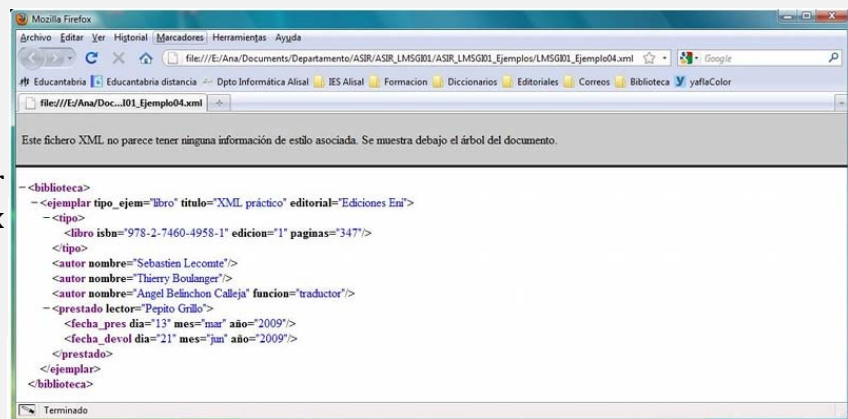 Mozilla Firefox
Archivo Editar Ver Historial Marcadores Herramientas Ayuda
file:///E:/Ana/Documents/Departamento/ASIR/ASIR_LMSGI01/ASIR_LMSGI01_Ejemplos/LMSGI01_Ejemplo04.xml Google
Educantabria Educantabria distancia Dpto Informática Alisal IES Alisal Formacion Diccionarios Editoriales Correos Biblioteca yaflaColor
file:///E:/Ana/Doc...I01_Ejemplo04.xml
Este fichero XML no parece tener ninguna información de estilo asociada. Se muestra debajo el árbol del documento.
r
x
-<biblioteca>
-<ejemplar tipo_ejem="libro" titulo="XML práctico" editorial="Ediciones Eni">
-<tipo>
<libro isbn="978-2-7460-4958-1" edicion="1" paginas="347"/>
</tipo>
<autor nombre="Sebastien Lecomte"/>
<autor nombre="Thierry Boulanger"/>
<autor nombre="Angel Belinchon Calleja" funcion="traductor"/>
-<prestado lector="Pepito Grillo">
<fecha_pres dia="13" mes="mar" año="2009"/>
<fecha_devol dia="21" mes="jun" año="2009"/>
</prestado>
</ejemplar>
</biblioteca>
Terminado